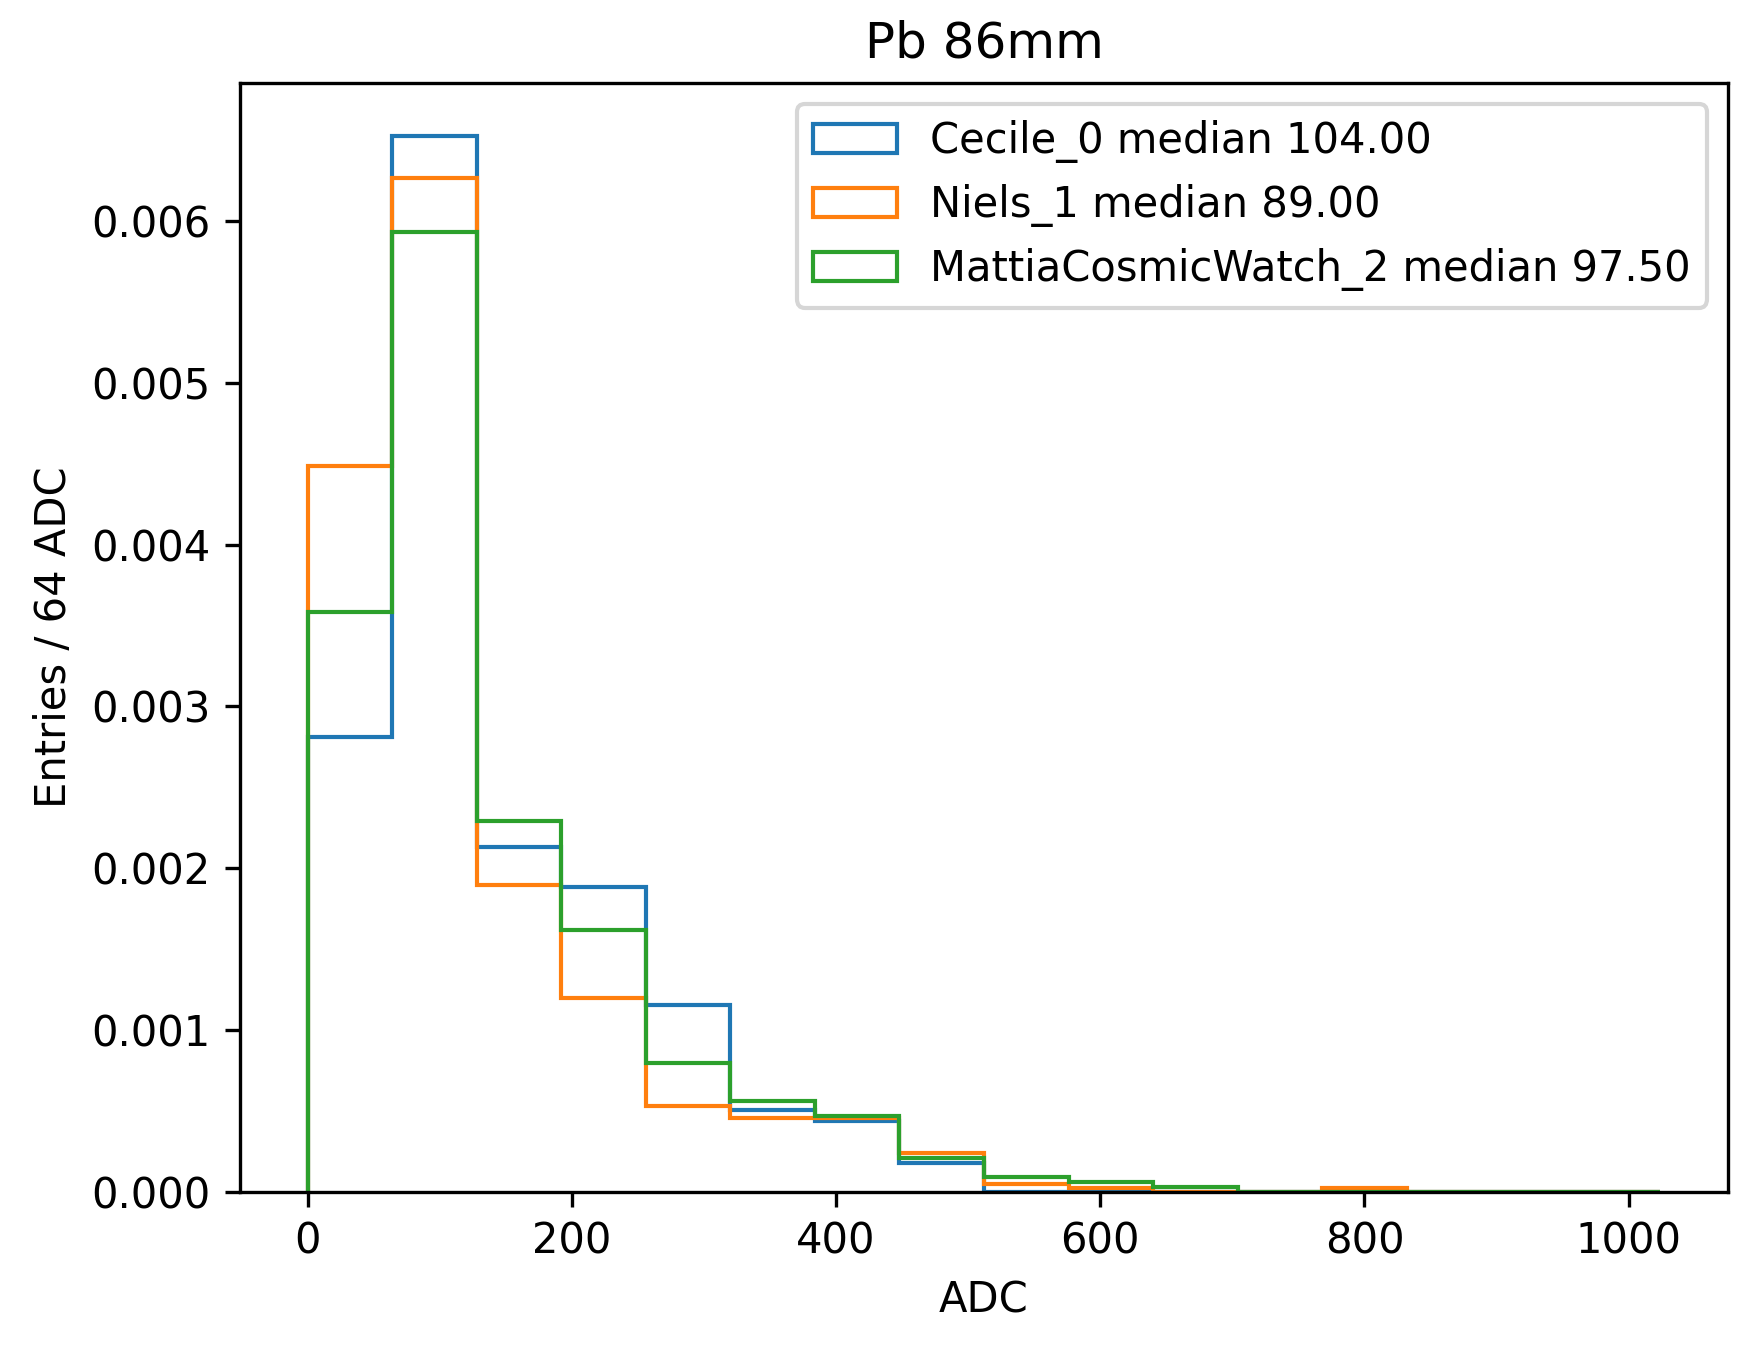 Pb 86mm
Cecile_0 median 104.00
Niels_1 median 89.00
MattiaCosmicWatch_2 median 97.50
Entries / 64 ADC
0.006
0.005
0.004
0.003
0.002
0.001
0.000
0 200 400 600 800 1000
ADC